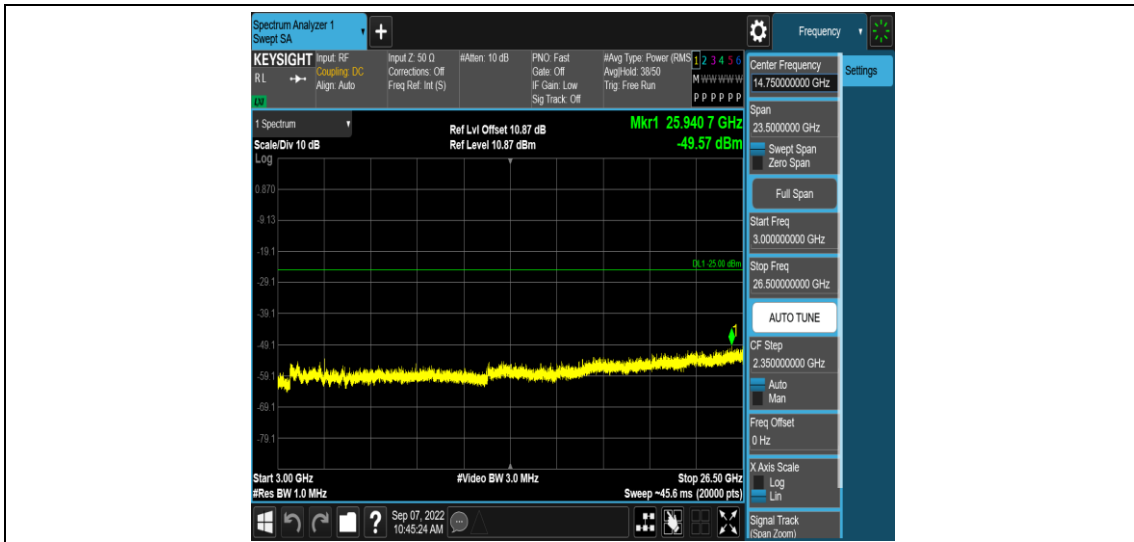 Spectrum Analyzer 1
Swept SA
Frequency
KEYSIGHT
RL
LM
Input: RF
Coupling: DC
Align: Auto
Input Z: 50 Ω
Corrections: Off
Freq Ref: Int (S)
#Atten: 10 dB
PNO: Fast
Gate: Off
IF Gain: Low
Sig Track: Off
#Avg Type: Power (RMS
Avg|Hold: 38/50
Trig: Free Run
1 2 3 4 5 6
M W W W W W
P P P P P P
Settings
1 Spectrum
Scale/Div 10 dB
Log
Ref Lvl Offset 10.87 dB
Ref Level 10.87 dBm
Mkr1 25.940 7 GHz
-49.57 dBm
0.870
-9.13
-19.1
DL1 -25.00 dBm
-29.1
-39.1
1
-49.1
-59.1
-69.1
-79.1
Start 3.00 GHz
#Res BW 1.0 MHz
#Video BW 3.0 MHz
Stop 26.50 GHz
Sweep ~45.6 ms (20000 pts)
Center Frequency
14.750000000 GHz
Span
23.5000000 GHz
Swept Span
Zero Span
Full Span
Start Freq
3.000000000 GHz
Stop Freq
26.500000000 GHz
AUTO TUNE
CF Step
2.350000000 GHz
Auto
Man
Freq Offset
0 Hz
X Axis Scale
Log
Lin
Signal Track
(Span Zoom)
?
Sep 07, 2022
10:45:24 AM